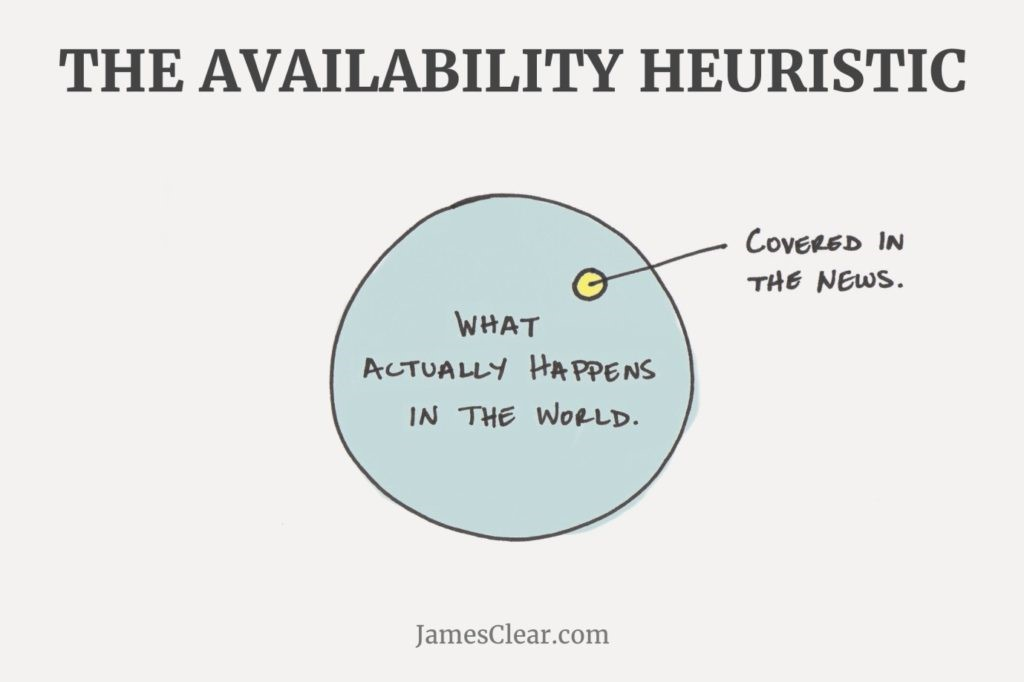 THE AVAILABILITY HEURISTIC
COVERED IN
THE NEWS.
WHAT
ACTUALLY HAPPENS
IN THE WORLD.
JamesClear.com